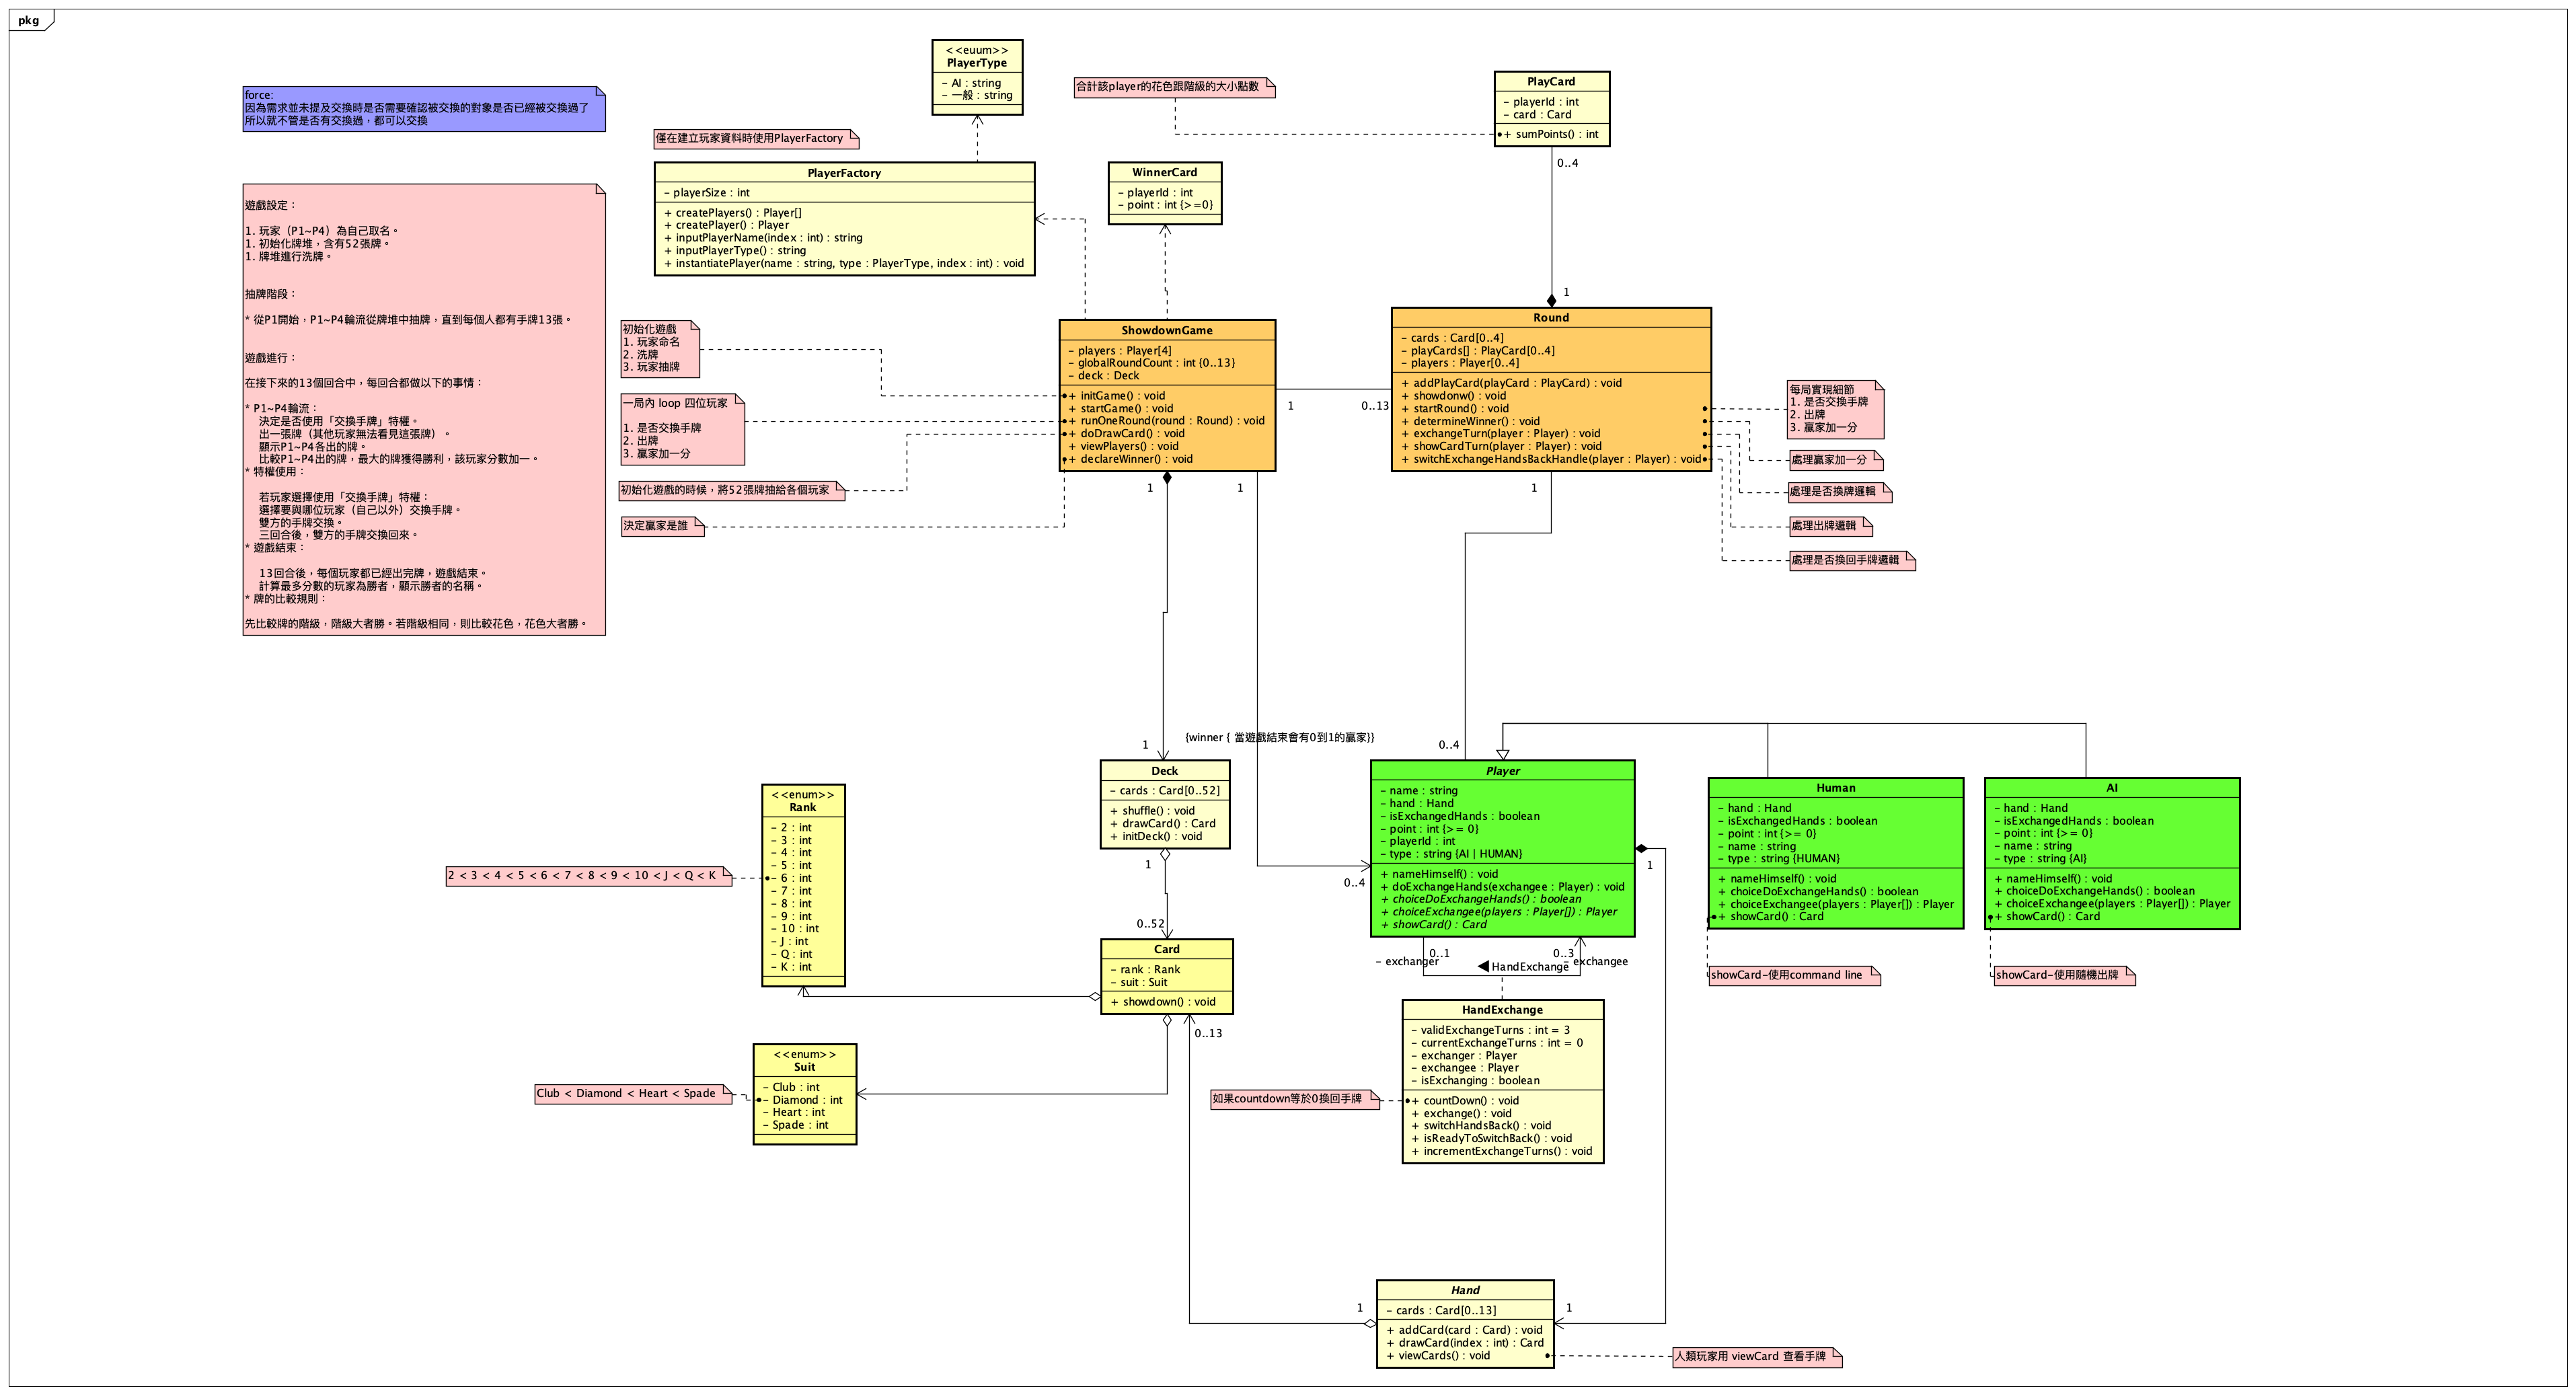 pkg
force:
因為需求並未提及交換時是否需要確認被交換的對象是否已經被交換過了
所以就不管是否有交換過，都可以交換
遊戲設定：
1. 玩家（P1~P4）為自己取名。
1. 初始化牌堆，含有52張牌。
1. 牌堆進行洗牌。
抽牌階段：
* 從P1開始，P1~P4輪流從牌堆中抽牌，直到每個人都有手牌13張。
遊戲進行：
在接下來的13個回合中，每回合都做以下的事情：
* P1~P4輪流：
決定是否使用「交換手牌」特權。
出一張牌（其他玩家無法看見這張牌）。
顯示P1~P4各出的牌。
比較P1~P4出的牌，最大的牌獲得勝利，該玩家分數加一。
* 特權使用：
若玩家選擇使用「交換手牌」特權：
選擇要與哪位玩家（自己以外）交換手牌。
雙方的手牌交換。
三回合後，雙方的手牌交換回來。
* 遊戲結束：
13回合後，每個玩家都已經出完牌，遊戲結束。
計算最多分數的玩家為勝者，顯示勝者的名稱。
* 牌的比較規則：
先比較牌的階級，階級大者勝。若階級相同，則比較花色，花色大者勝。
<<euum>>
PlayerType
- AI : string
- 一般 : string
僅在建立玩家資料時使用PlayerFactory
PlayerFactory
- playerSize : int
+ createPlayers() : Player[]
+ createPlayer() : Player
+ inputPlayerName(index : int) : string
+ inputPlayerType() : string
+ instantiatePlayer(name : string, type : PlayerType, index : int) : void
合計該player的花色跟階級的大小點數
WinnerCard
- playerId : int
- point : int {>=0}
PlayCard
- playerId : int
- card : Card
+ sumPoints() : int
0..4
1
初始化遊戲
1. 玩家命名
2. 洗牌
3. 玩家抽牌
一局內 loop 四位玩家
1. 是否交換手牌
2. 出牌
3. 贏家加一分
初始化遊戲的時候，將52張牌抽給各個玩家
決定贏家是誰
ShowdownGame
- players : Player[4]
- globalRoundCount : int {0..13}
- deck : Deck
+ initGame() : void
+ startGame() : void
+ runOneRound(round : Round) : void
+ doDrawCard() : void
+ viewPlayers() : void
+ declareWinner() : void
1
0..13
1
1
Round
- cards : Card[0..4]
- playCards[] : PlayCard[0..4]
- players : Player[0..4]
+ addPlayCard(playCard : PlayCard) : void
+ showdonw() : void
+ startRound() : void
+ determineWinner() : void
+ exchangeTurn(player : Player) : void
+ showCardTurn(player : Player) : void
+ switchExchangeHandsBackHandle(player : Player) : void
1
每局實現細節
1. 是否交換手牌
2. 出牌
3. 贏家加一分
處理贏家加一分
處理是否換牌邏輯
處理出牌邏輯
處理是否換回手牌邏輯
{winner { 當遊戲結束會有0到1的贏家}}
1
0..4
Deck
- cards : Card[0..52]
+ shuffle() : void
+ drawCard() : Card
+ initDeck() : void
1
0..52
<<enum>>
Rank
- 2 : int
- 3 : int
- 4 : int
- 5 : int
- 6 : int
- 7 : int
- 8 : int
- 9 : int
- 10 : int
- J : int
- Q : int
- K : int
2 < 3 < 4 < 5 < 6 < 7 < 8 < 9 < 10 < J < Q < K
Card
- rank : Rank
- suit : Suit
+ showdown() : void
0..13
<<enum>>
Suit
- Club : int
- Diamond : int
- Heart : int
- Spade : int
Club < Diamond < Heart < Spade
Player
- name : string
- hand : Hand
- isExchangedHands : boolean
- point : int {>= 0}
- playerId : int
- type : string {AI | HUMAN}
+ nameHimself() : void
+ doExchangeHands(exchangee : Player) : void
+ choiceDoExchangeHands() : boolean
+ choiceExchangee(players : Player[]) : Player
+ showCard() : Card
0..4
1
Human
- hand : Hand
- isExchangedHands : boolean
- point : int {>= 0}
- name : string
- type : string {HUMAN}
+ nameHimself() : void
+ choiceDoExchangeHands() : boolean
+ choiceExchangee(players : Player[]) : Player
+ showCard() : Card
AI
- hand : Hand
- isExchangedHands : boolean
- point : int {>= 0}
- name : string
- type : string {AI}
+ nameHimself() : void
+ choiceDoExchangeHands() : boolean
+ choiceExchangee(players : Player[]) : Player
+ showCard() : Card
showCard-使用command line
showCard-使用隨機出牌
0..1
- exchanger
0..3
- exchangee
HandExchange
HandExchange
- validExchangeTurns : int = 3
- currentExchangeTurns : int = 0
- exchanger : Player
- exchangee : Player
- isExchanging : boolean
+ countDown() : void
+ exchange() : void
+ switchHandsBack() : void
+ isReadyToSwitchBack() : void
+ incrementExchangeTurns() : void
如果countdown等於0換回手牌
Hand
- cards : Card[0..13]
+ addCard(card : Card) : void
+ drawCard(index : int) : Card
+ viewCards() : void
1
1
人類玩家用 viewCard 查看手牌